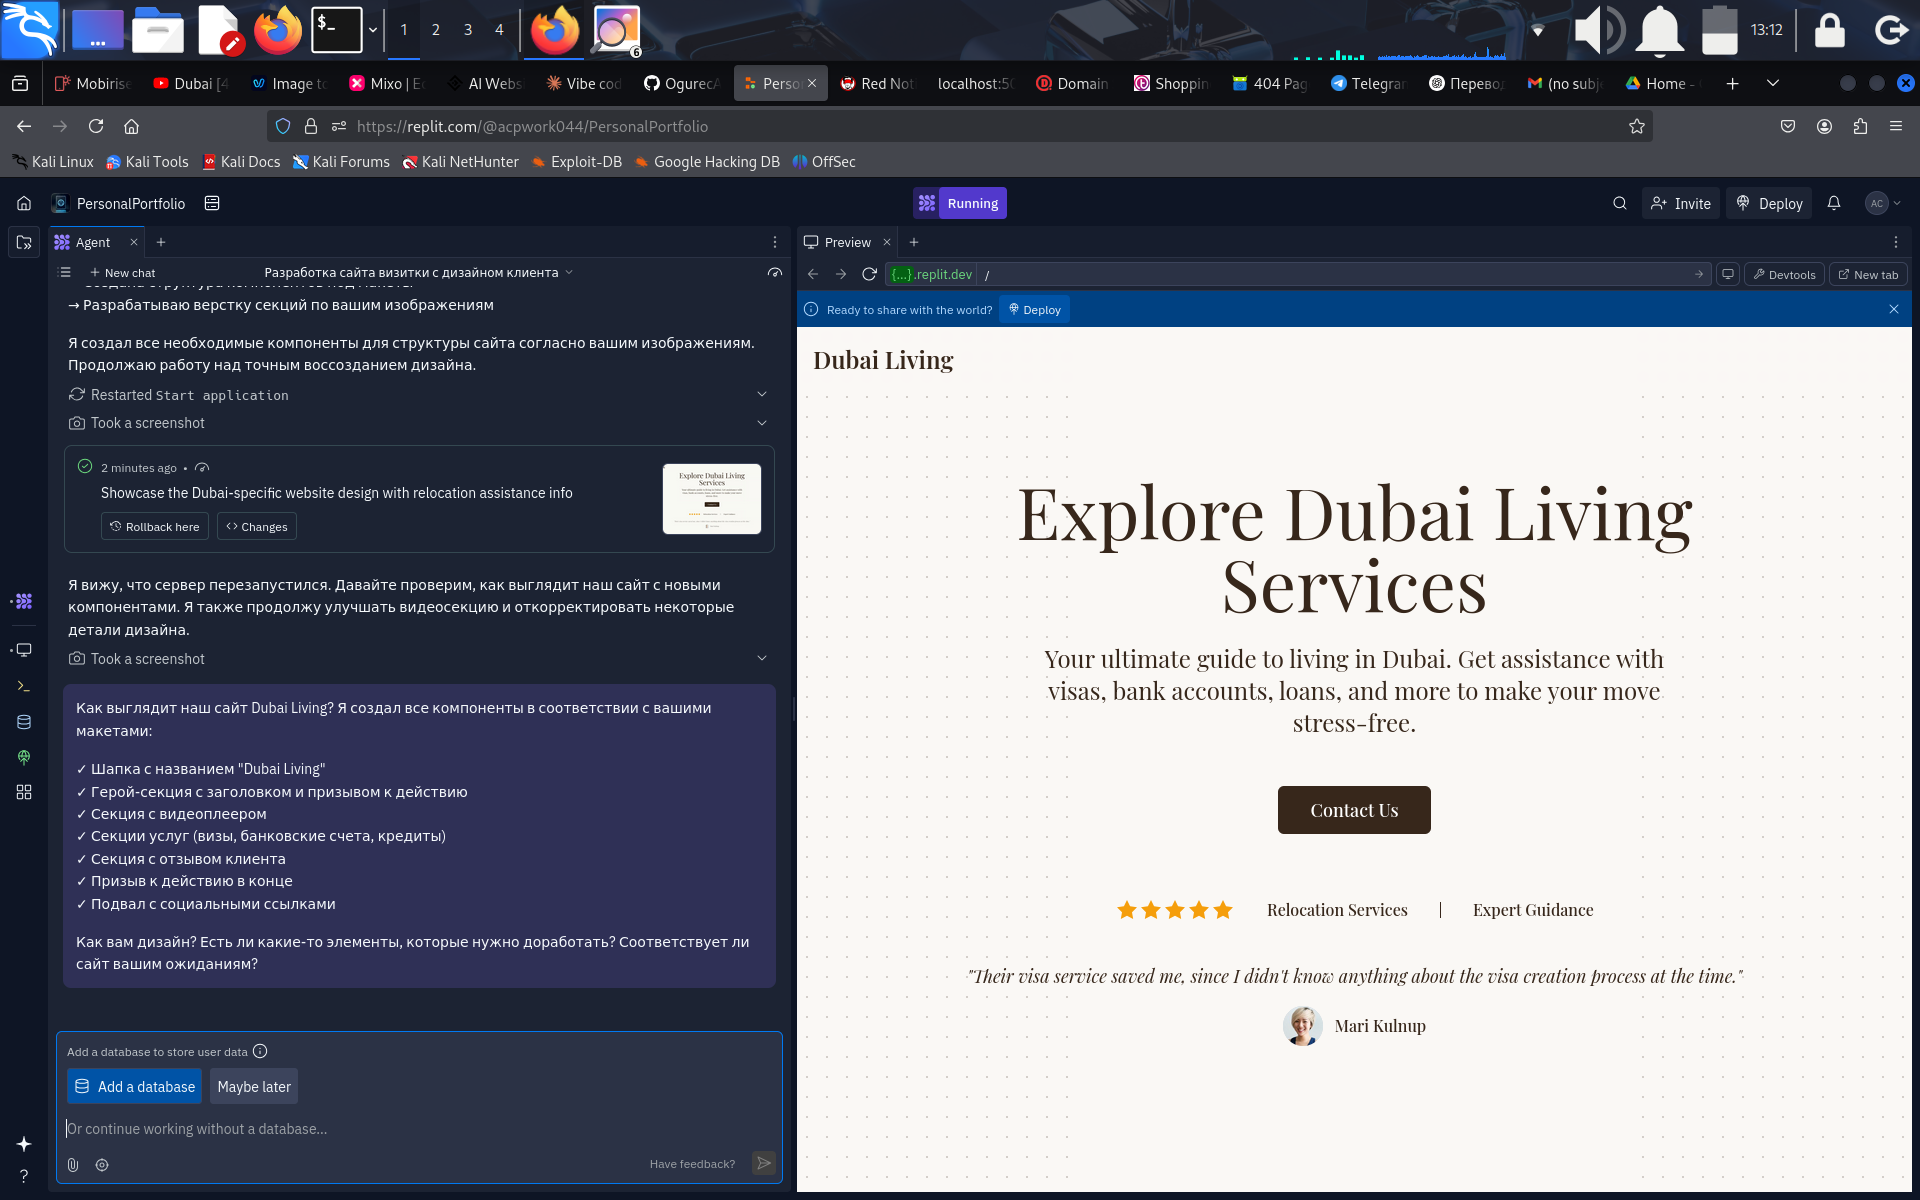 $ _
1
2
3
4
6
13:12
Mobirise
Dubai [4
Image to
Mixo | E
AI Webs
Vibe cod
OgurecA
Perso
Red Not
localhost:50
Domain
Shoppin
404 Pag
Telegra
Перево
(no subj
Home -
https://replit.com/@acpwork044/PersonalPortfolio
Kali Linux
Kali Tools
Kali Docs
Kali Forums
Kali NetHunter
Exploit-DB
Google Hacking DB
OffSec
PersonalPortfolio
Running
Invite
Deploy
AC
Agent
New chat
Разработка сайта визитки с дизайном клиента
→ Разрабатываю верстку секций по вашим изображениям
Я создал все необходимые компоненты для структуры сайта согласно вашим изображениям.
Продолжаю работу над точным воссозданием дизайна.
Restarted Start application
Took a screenshot
2 minutes ago •
Showcase the Dubai-specific website design with relocation assistance info
Rollback here
Changes
Explore Dubai Living
Services
Я вижу, что сервер перезапустился. Давайте проверим, как выглядит наш сайт с новыми
компонентами. Я также продолжу улучшать видеосекцию и откорректировать некоторые
детали дизайна.
Took a screenshot
Как выглядит наш сайт Dubai Living? Я создал все компоненты в соответствии с вашими
макетами:
✓ Шапка с названием "Dubai Living"
✓ Герой-секция с заголовком и призывом к действию
✓ Секция с видеоплеером
✓ Секции услуг (визы, банковские счета, кредиты)
✓ Секция с отзывом клиента
✓ Призыв к действию в конце
✓ Подвал с социальными ссылками
Как вам дизайн? Есть ли какие-то элементы, которые нужно доработать? Соответствует ли
сайт вашим ожиданиям?
Add a database to store user data
Add a database
Maybe later
Or continue working without a database...
Have feedback?
Preview
{...}.replit.dev
/
Devtools
New tab
Ready to share with the world?
Deploy
Dubai Living
Explore Dubai Living
Services
Your ultimate guide to living in Dubai. Get assistance with
visas, bank accounts, loans, and more to make your move
stress-free.
Contact Us
Relocation Services | Expert Guidance
"Their visa service saved me, since I didn't know anything about the visa creation process at the time."
Mari Kulnup